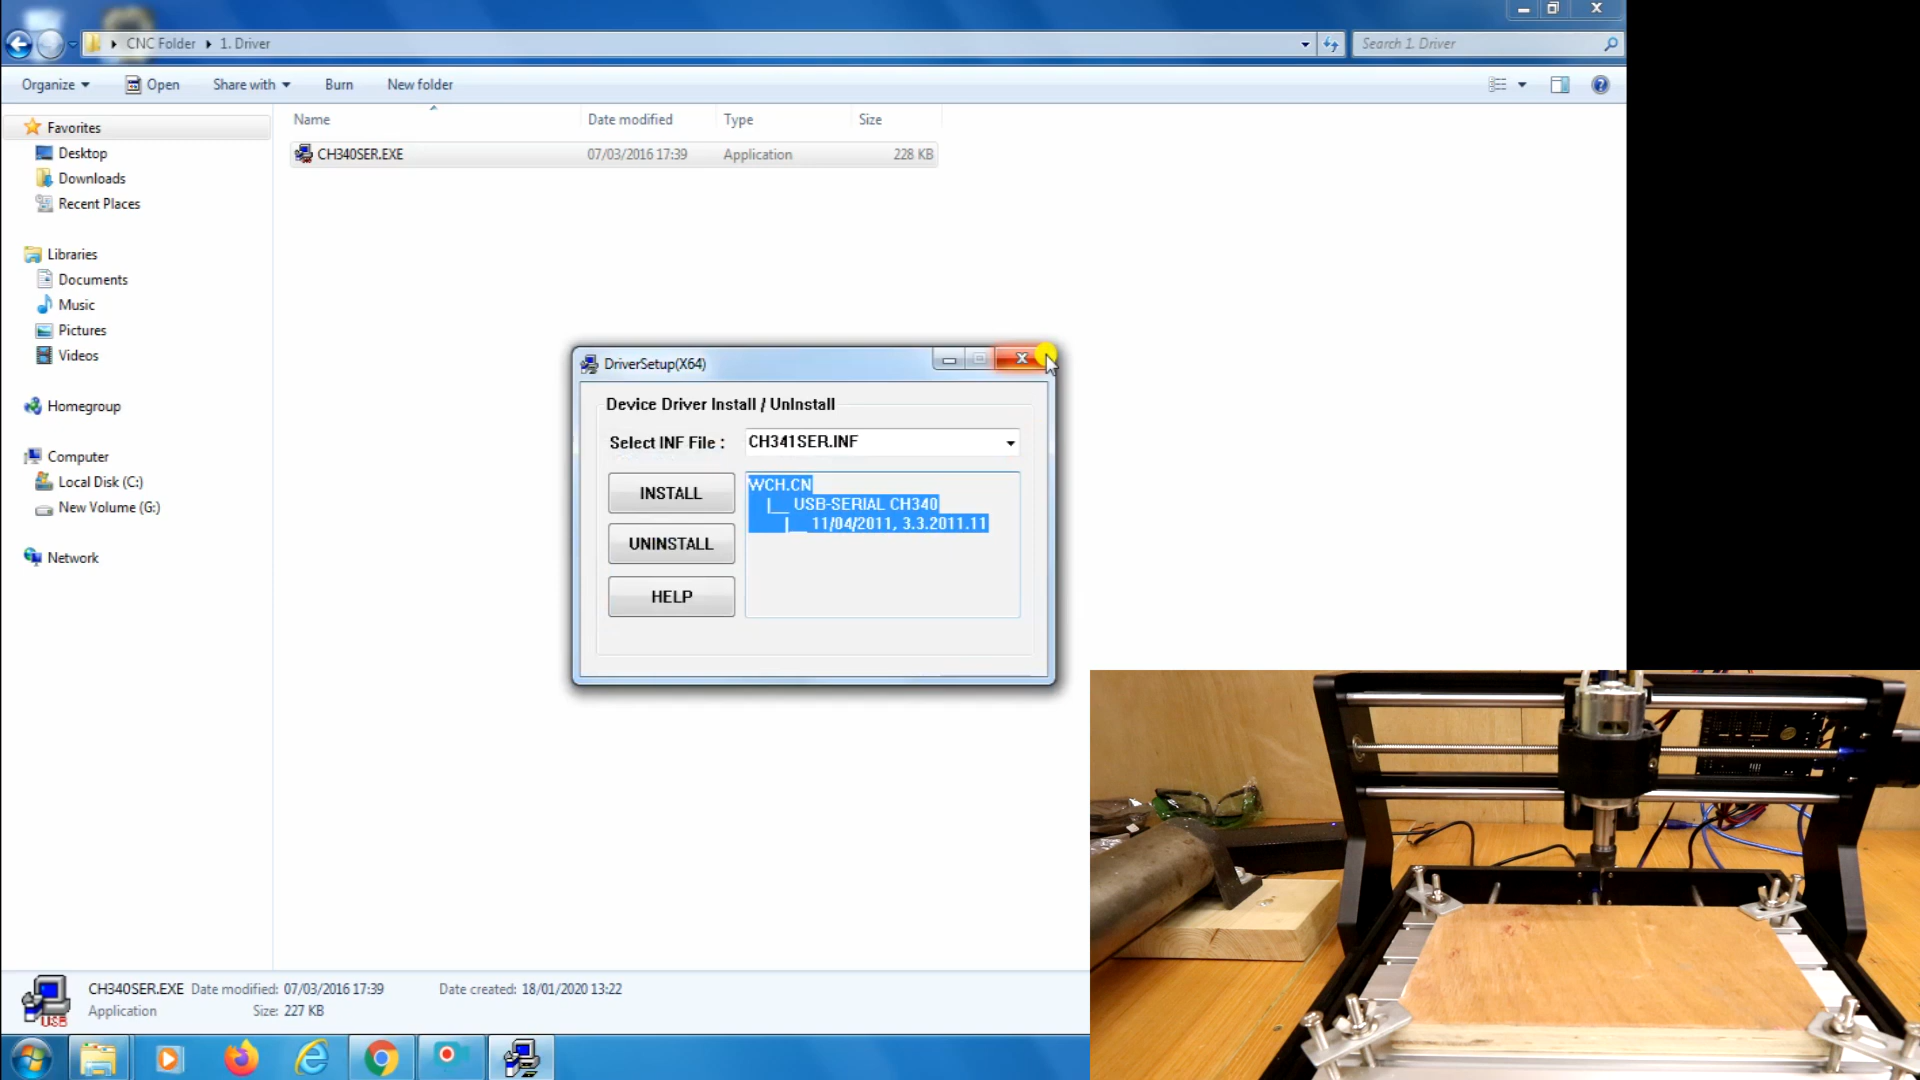 CNC Folder 1. Driver
Search 1. Driver
Organize Open Share with Burn New folder
Name Date modified Type Size
CH340SER.EXE 07/03/2016 17:39 Application 228 KB
Favorites
Desktop
Downloads
Recent Places
Libraries
Documents
Music
Pictures
Videos
Homegroup
Computer
Local Disk (C:)
New Volume (G:)
Network
DriverSetup(X64)
Device Driver Install / UnInstall
Select INF File : CH341SER.INF
INSTALL
UNINSTALL
HELP
WCH.CN
|__ USB-SERIAL CH340
|__ 11/04/2011, 3.3.2011.11
CH340SER.EXE Date modified: 07/03/2016 17:39 Date created: 18/01/2020 13:22
Application Size: 227 KB
USB